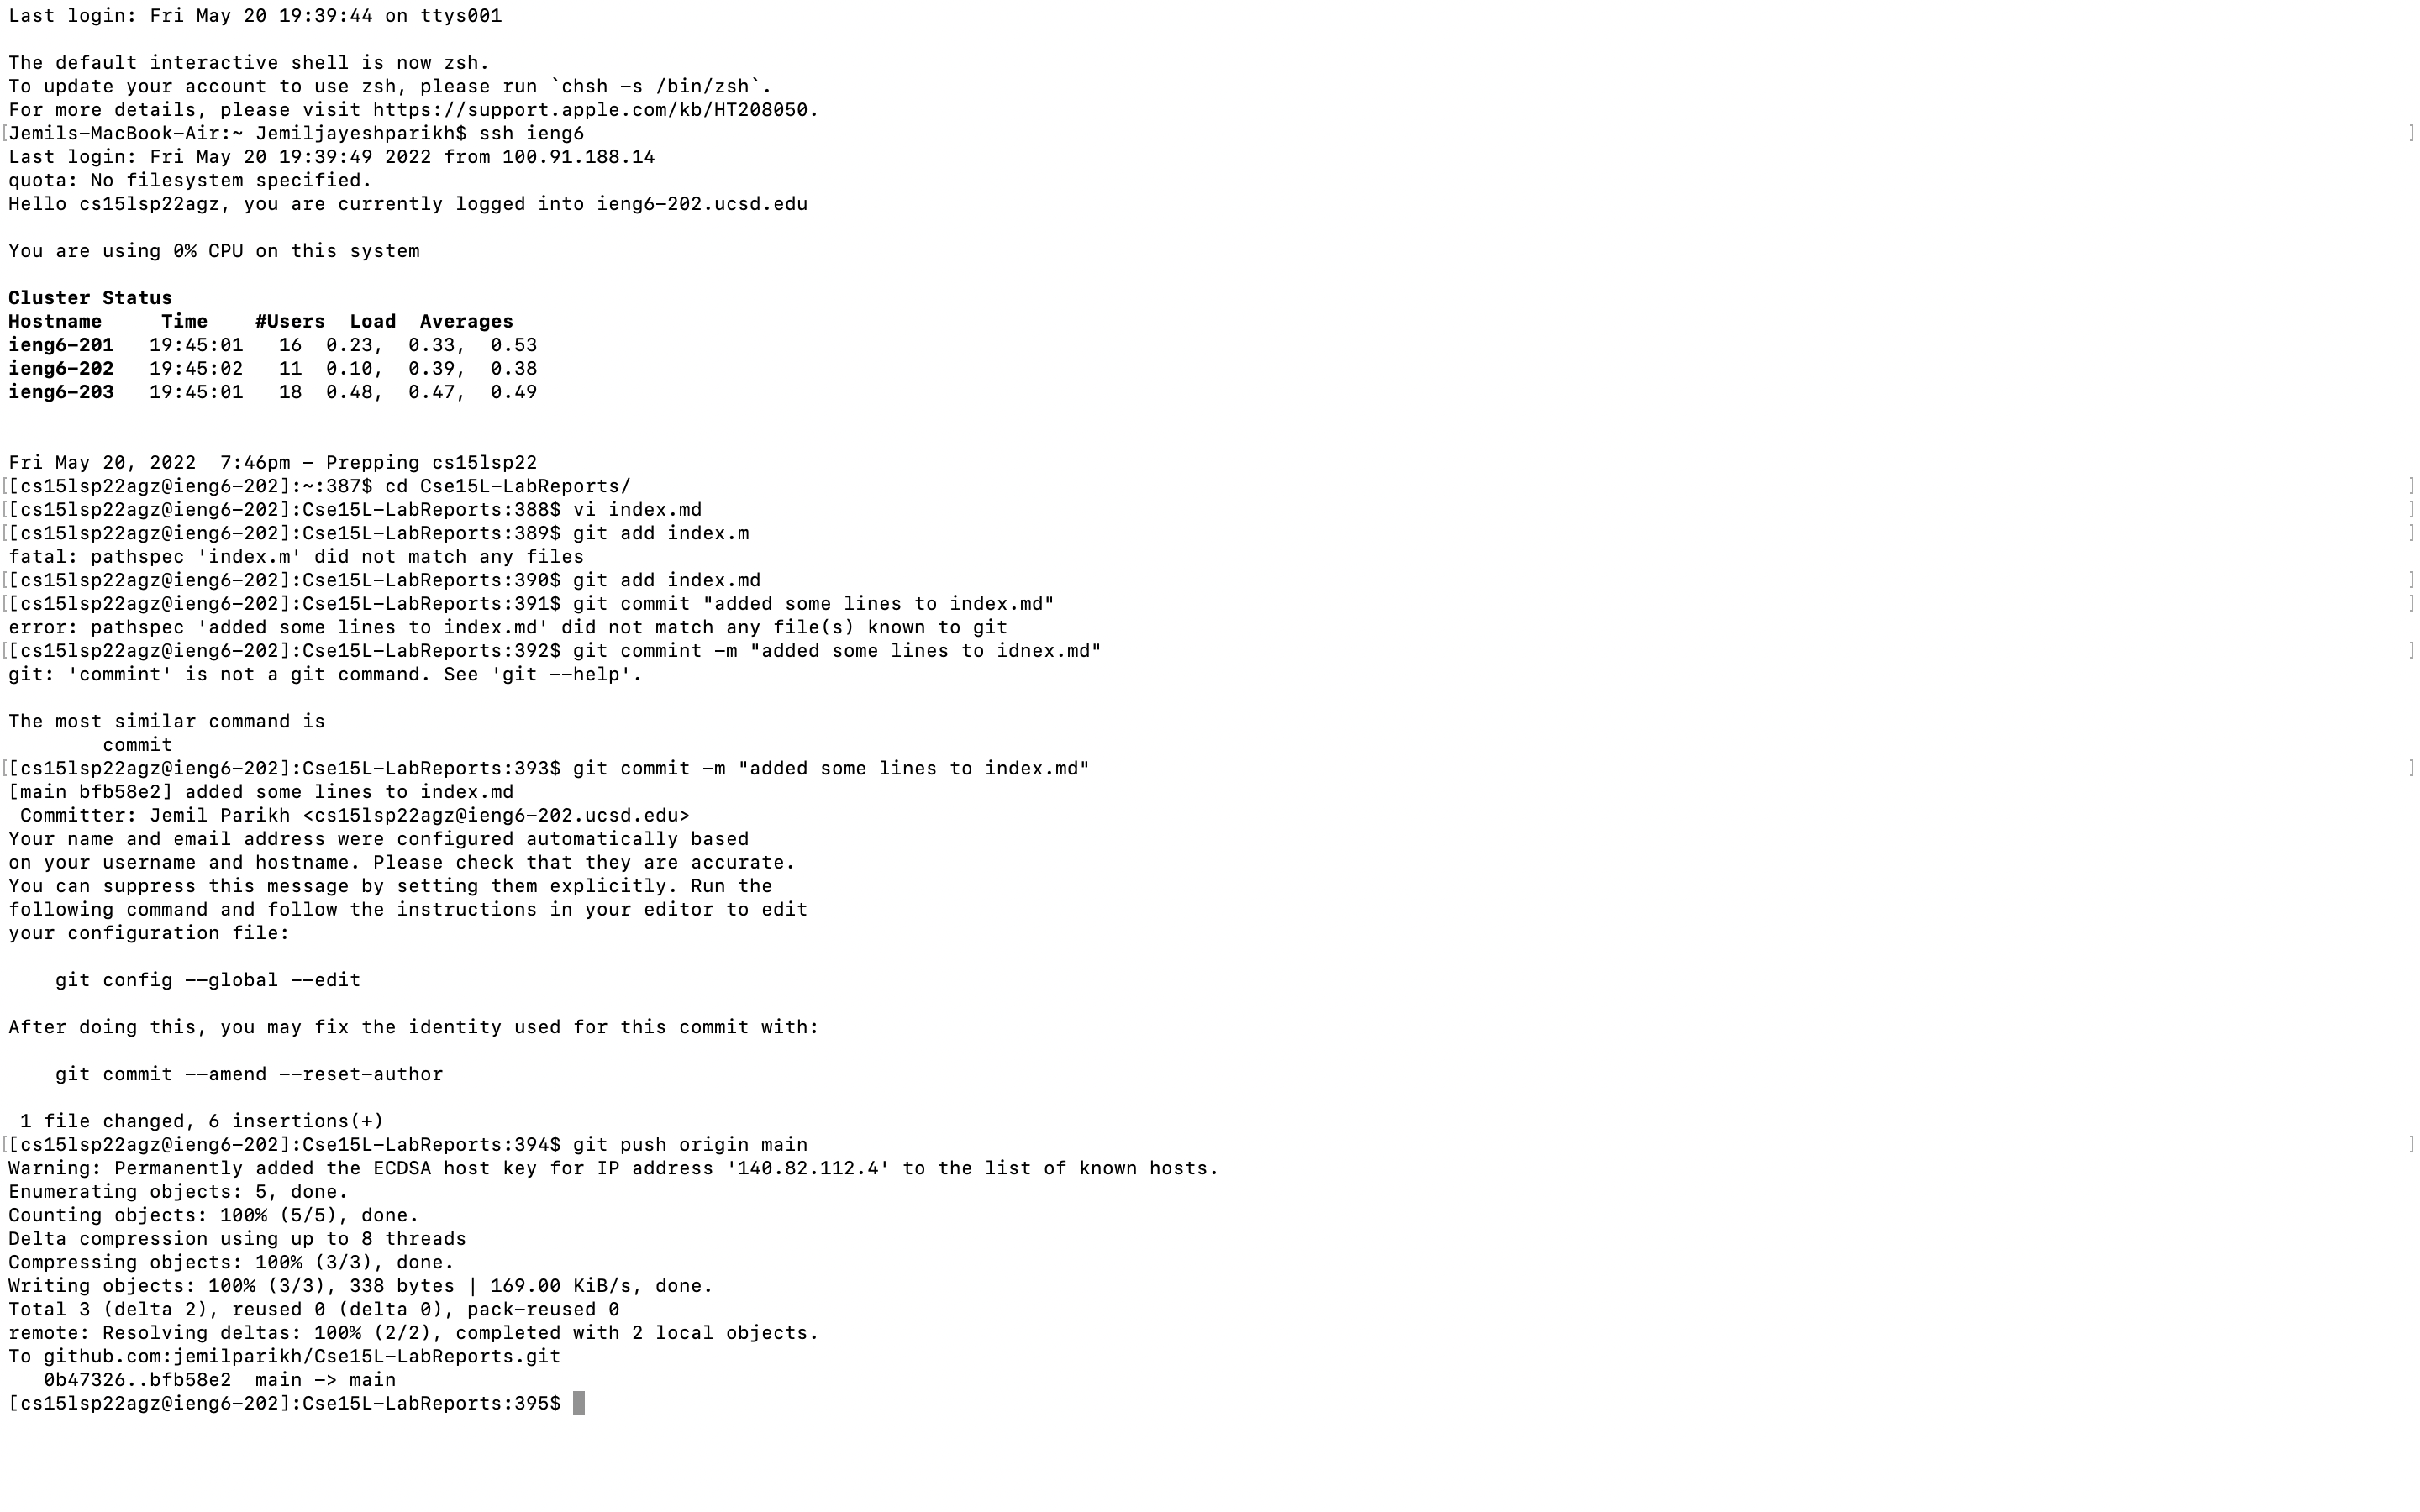 Last login: Fri May 20 19:39:44 on ttys001

The default interactive shell is now zsh.
To update your account to use zsh, please run `chsh -s /bin/zsh`.
For more details, please visit https://support.apple.com/kb/HT208050.
[Jemils-MacBook-Air:~ Jemiljayeshparikh$ ssh ieng6 ]
Last login: Fri May 20 19:39:49 2022 from 100.91.188.14
quota: No filesystem specified.
Hello cs15lsp22agz, you are currently logged into ieng6-202.ucsd.edu

You are using 0% CPU on this system

Cluster Status
Hostname     Time    #Users  Load  Averages
ieng6-201   19:45:01   16  0.23,  0.33,  0.53
ieng6-202   19:45:02   11  0.10,  0.39,  0.38
ieng6-203   19:45:01   18  0.48,  0.47,  0.49


Fri May 20, 2022  7:46pm - Prepping cs15lsp22
[[cs15lsp22agz@ieng6-202]:~:387$ cd Cse15L-LabReports/ ]
[[cs15lsp22agz@ieng6-202]:Cse15L-LabReports:388$ vi index.md ]
[[cs15lsp22agz@ieng6-202]:Cse15L-LabReports:389$ git add index.m ]
fatal: pathspec 'index.m' did not match any files
[[cs15lsp22agz@ieng6-202]:Cse15L-LabReports:390$ git add index.md ]
[[cs15lsp22agz@ieng6-202]:Cse15L-LabReports:391$ git commit "added some lines to index.md" ]
error: pathspec 'added some lines to index.md' did not match any file(s) known to git
[[cs15lsp22agz@ieng6-202]:Cse15L-LabReports:392$ git commint -m "added some lines to idnex.md" ]
git: 'commint' is not a git command. See 'git --help'.

The most similar command is
        commit
[[cs15lsp22agz@ieng6-202]:Cse15L-LabReports:393$ git commit -m "added some lines to index.md" ]
[main bfb58e2] added some lines to index.md
 Committer: Jemil Parikh <cs15lsp22agz@ieng6-202.ucsd.edu>
Your name and email address were configured automatically based
on your username and hostname. Please check that they are accurate.
You can suppress this message by setting them explicitly. Run the
following command and follow the instructions in your editor to edit
your configuration file:

    git config --global --edit

After doing this, you may fix the identity used for this commit with:

    git commit --amend --reset-author

 1 file changed, 6 insertions(+)
[[cs15lsp22agz@ieng6-202]:Cse15L-LabReports:394$ git push origin main ]
Warning: Permanently added the ECDSA host key for IP address '140.82.112.4' to the list of known hosts.
Enumerating objects: 5, done.
Counting objects: 100% (5/5), done.
Delta compression using up to 8 threads
Compressing objects: 100% (3/3), done.
Writing objects: 100% (3/3), 338 bytes | 169.00 KiB/s, done.
Total 3 (delta 2), reused 0 (delta 0), pack-reused 0
remote: Resolving deltas: 100% (2/2), completed with 2 local objects.
To github.com:jemilparikh/Cse15L-LabReports.git
   0b47326..bfb58e2  main -> main
[cs15lsp22agz@ieng6-202]:Cse15L-LabReports:395$